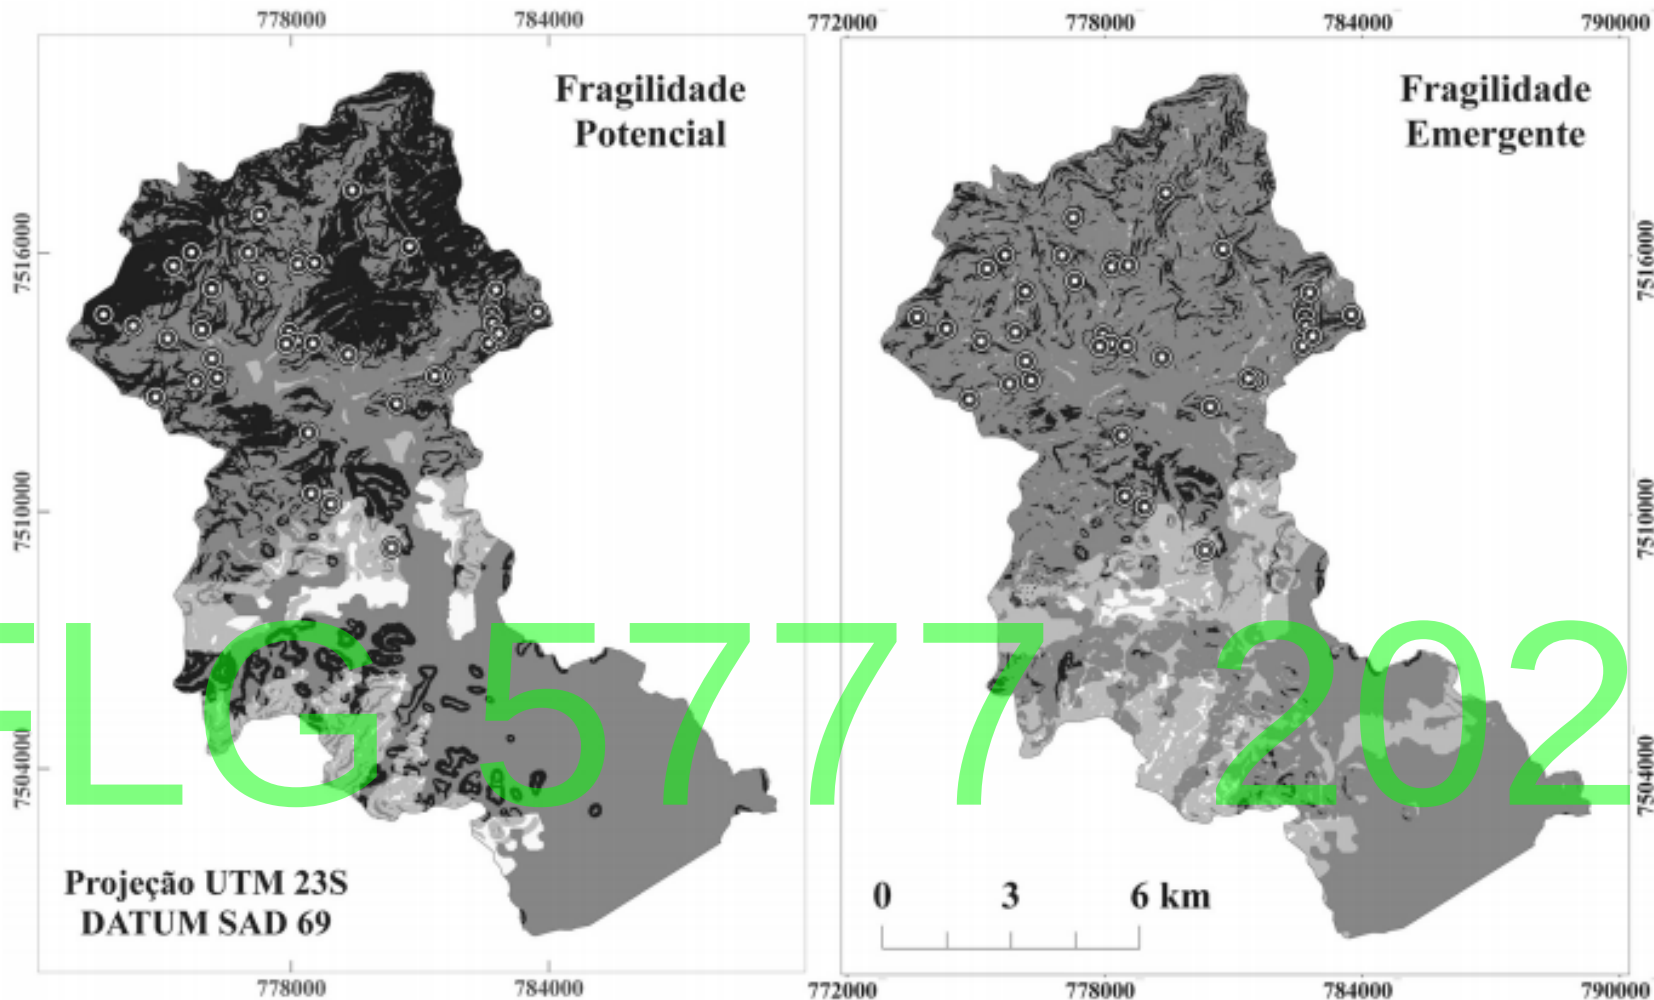 778000 784000 772000 778000 784000 790000
Fragilidade
Potencial
Fragilidade
Emergente
7516000 7516000
7510000 7510000
7504000 7504000
FLG 5777 202
Projeção UTM 23S
DATUM SAD 69
0 3 6 km
778000 784000 772000 778000 784000 790000